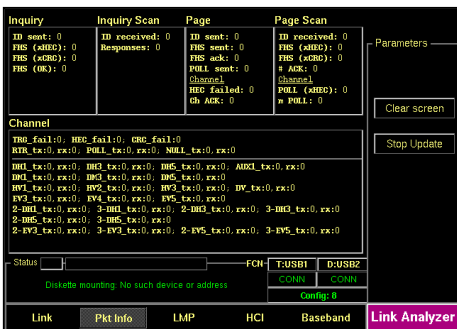 Inquiry
Inquiry Scan
Page
Page Scan
ID sent: 0
FHS (xHEC): 0
FHS (xCRC): 0
FHS (OK): 0
ID received: 0
Responses: 0
ID sent: 0
FHS sent: 0
FHS ack: 0
POLL sent: 0
Channel
HEC failed: 0
Ch ACK: 0
ID received: 0
FHS (xHEC): 0
FHS (xCRC): 0
# ACK: 0
Channel
POLL (xHEC): 0
n POLL: 0
Parameters
Clear screen
Stop Update
Channel
TRG_fail:0; HEC_fail:0; CRC_fail:0
RTR_tx:0, POLL_tx:0; NULL_tx:0, rx:0
DH1_tx:0, rx:0; DH3_tx:0, rx:0; DH5_tx:0, rx:0; AUX1_tx:0, rx:0
DM1_tx:0, rx:0; DM3_tx:0, rx:0; DM5_tx:0, rx:0
HV1_tx:0, rx:0; HV2_tx:0, rx:0; HV3_tx:0, rx:0; DV_tx:0, rx:0
EV3_tx:0, rx:0; EV4_tx:0, rx:0; EV5_tx:0, rx:0
2-DH1_tx:0, rx:0; 3-DH1_tx:0, rx:0; 2-DH3_tx:0, rx:0; 3-DH3_tx:0, rx:0
2-DH5_tx:0, rx:0; 3-DH5_tx:0, rx:0
2-EV3_tx:0, rx:0; 3-EV3_tx:0, rx:0; 2-EV5_tx:0, rx:0; 3-EV5_tx:0, rx:0
Status
FCN
T:USB1 D:USB2
CONN CONN
Diskette mounting: No such device or address
Config: 8
Link Pkt Info LMP HCI Baseband Link Analyzer